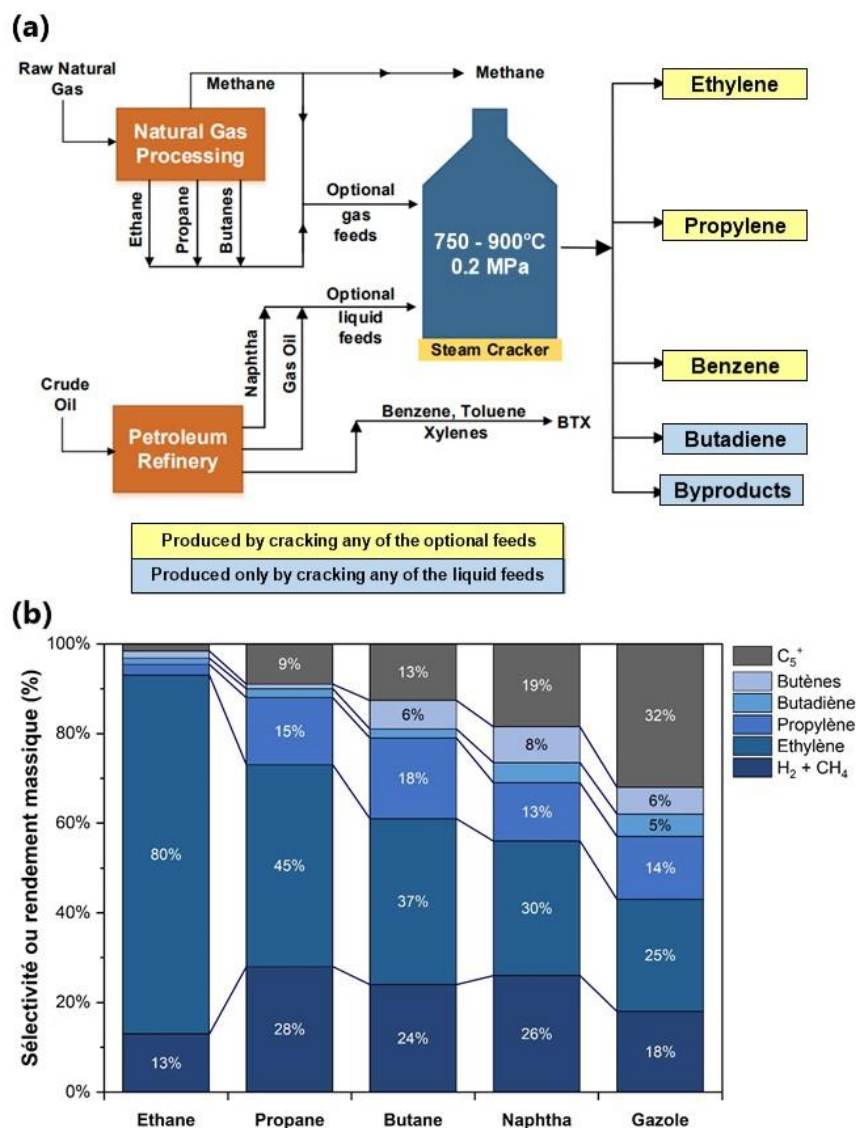 (a)
Raw Natural
Gas
Methane
Methane
Natural Gas
Processing
Ethane
Propane
Butanes
Optional
gas
feeds
750 - 900°C
0.2 MPa
Optional
liquid
feeds
Naphtha
Gas Oil
Steam Cracker
Crude
Oil
Petroleum
Refinery
Benzene, Toluene
Xylenes
BTX
Ethylene
Propylene
Benzene
Butadiene
Byproducts
Produced by cracking any of the optional feeds
Produced only by cracking any of the liquid feeds
(b)
Sélectivité ou rendement massique (%)
100%
80%
60%
40%
20%
0%
80%
13%
9%
15%
45%
28%
13%
6%
18%
37%
24%
19%
8%
13%
30%
26%
32%
6%
5%
14%
25%
18%
Ethane
Propane
Butane
Naphtha
Gazole
C₅⁺
Butènes
Butadiène
Propylène
Ethylène
H₂ + CH₄